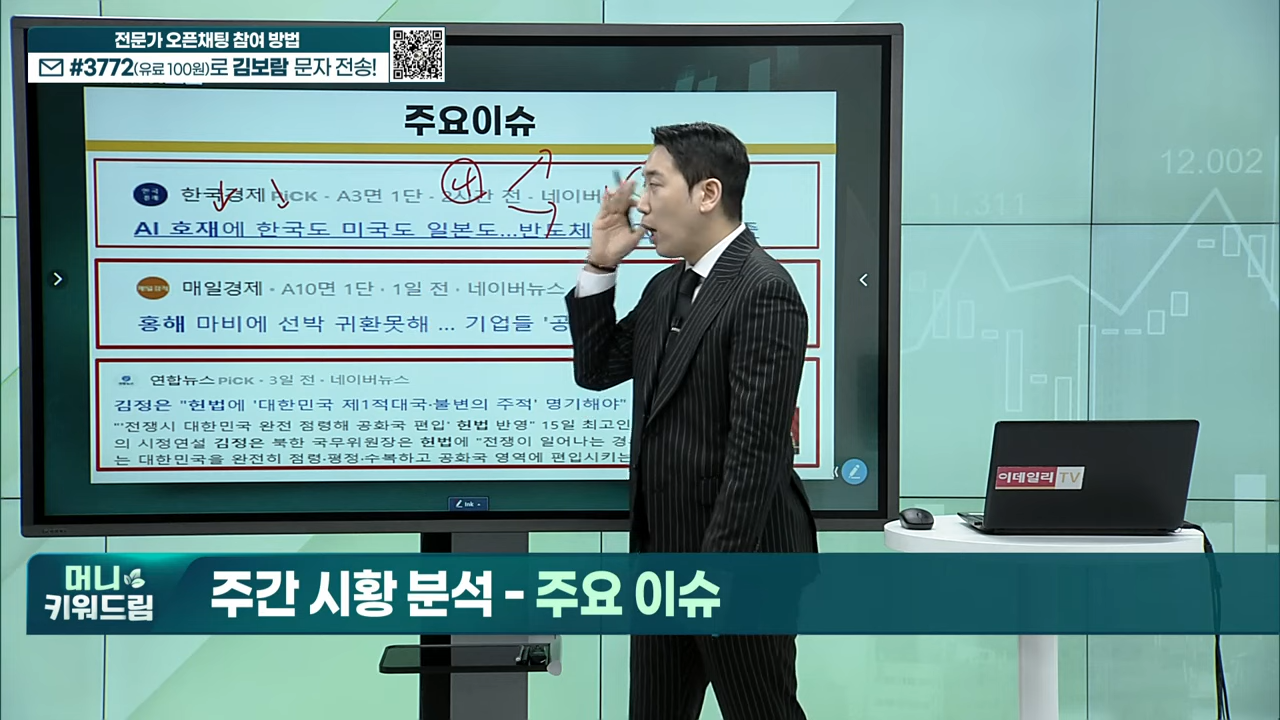 전문가 오픈채팅 참여 방법
#3772(유료 100원)로 김보람 문자 전송!
주요이슈
한국경제 PiCK · A3면 1단 · 2시간 전 · 네이버뉴스
AI 호재에 한국도 미국도 일본도...반도체
매일경제 · A10면 1단 · 1일 전 · 네이버뉴스
홍해 마비에 선박 귀환못해 ... 기업들 '공
연합뉴스 PiCK · 3일 전 · 네이버뉴스
김정은 "헌법에 '대한민국 제1적대국·불변의 주적' 명기해야"
"'전쟁시 대한민국 완전 점령해 공화국 편입' 헌법 반영" 15일 최고인
의 시정연설 김정은 북한 국무위원장은 헌법에 "전쟁이 일어나는 경
는 대한민국을 완전히 점령·평정·수복하고 공화국 영역에 편입시키는
Ink
12.002
11.311
이데일리 TV
머니
키워드림
주간 시황 분석 - 주요 이슈